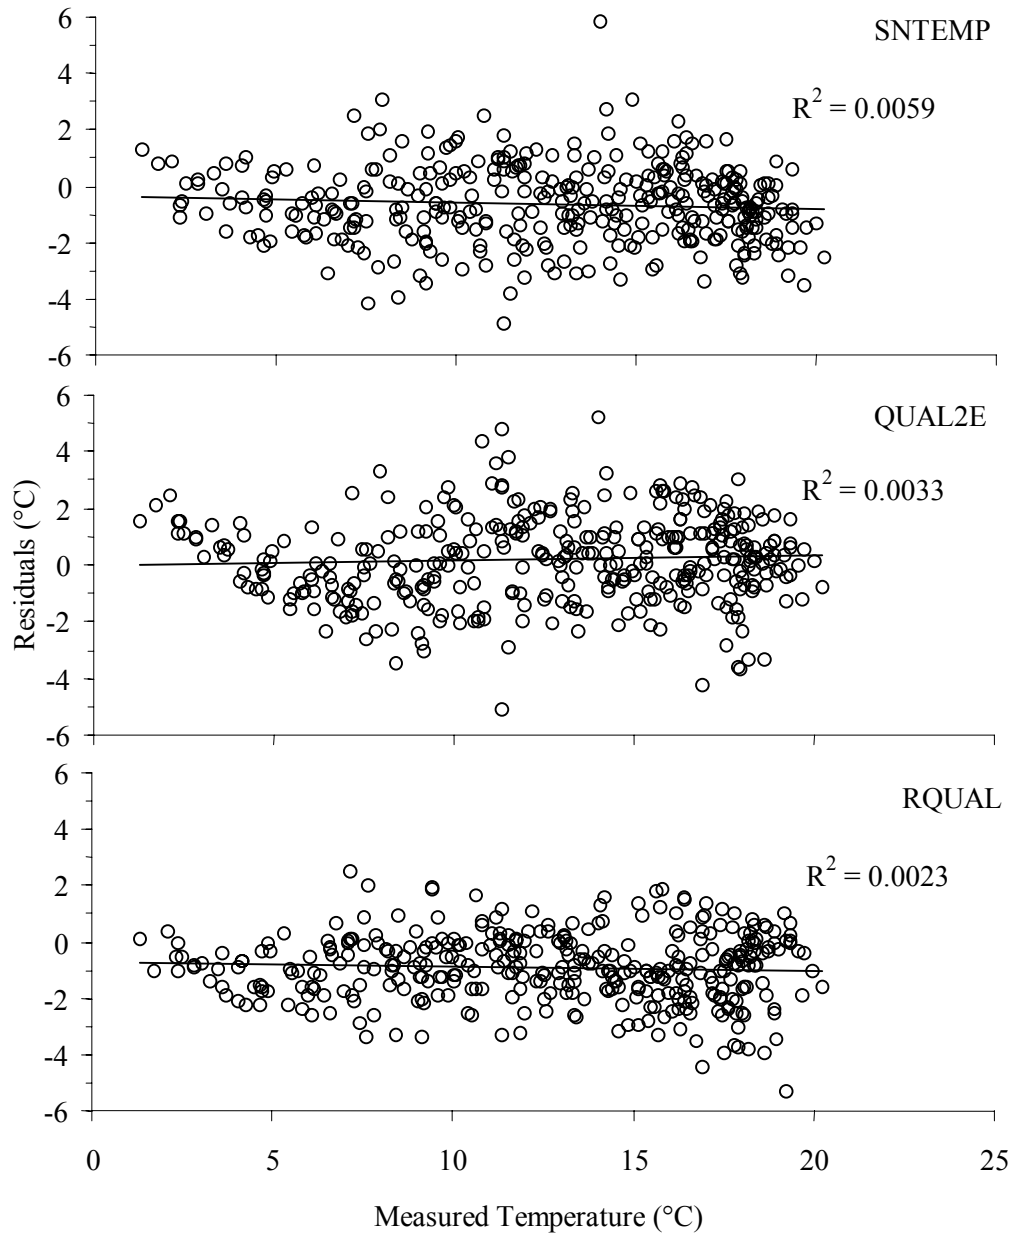 6
SNTEMP
4
R² = 0.0059
2
0
-2
-4
-6
6
QUAL2E
4
R² = 0.0033
2
0
-2
-4
-6
Residuals (°C)
6
RQUAL
4
R² = 0.0023
2
0
-2
-4
-6
0 5 10 15 20 25
Measured Temperature (°C)